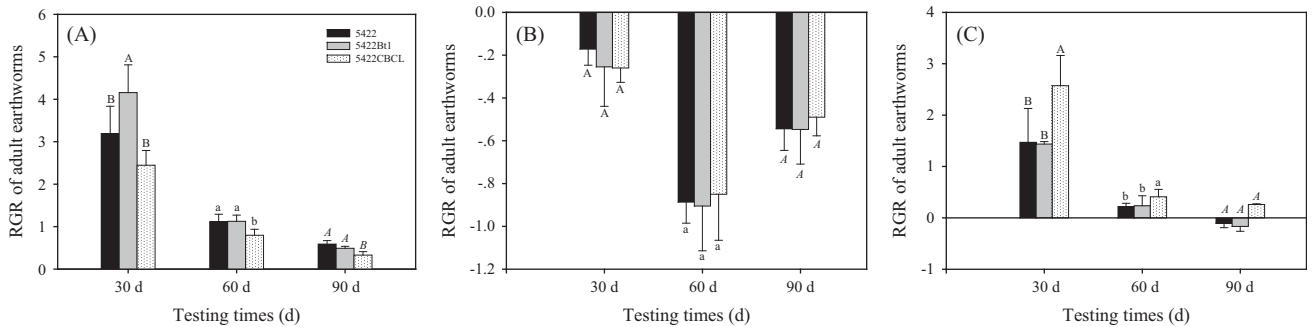 (A)
5422
5422Bt1
5422CBCL
RGR of adult earthworms
6
5
4
3
2
1
0
B
A
B
a
a
b
A
A
B
30 d
60 d
90 d
Testing times (d)
(B)
RGR of adult earthworms
0.0
-.2
-.4
-.6
-.8
-1.0
-1.2
A
A
A
a
a
a
A
A
A
30 d
60 d
90 d
Testing times (d)
(C)
RGR of adult earthworms
4
3
2
1
0
-1
B
B
A
b
b
a
A
A
A
30 d
60 d
90 d
Testing times (d)